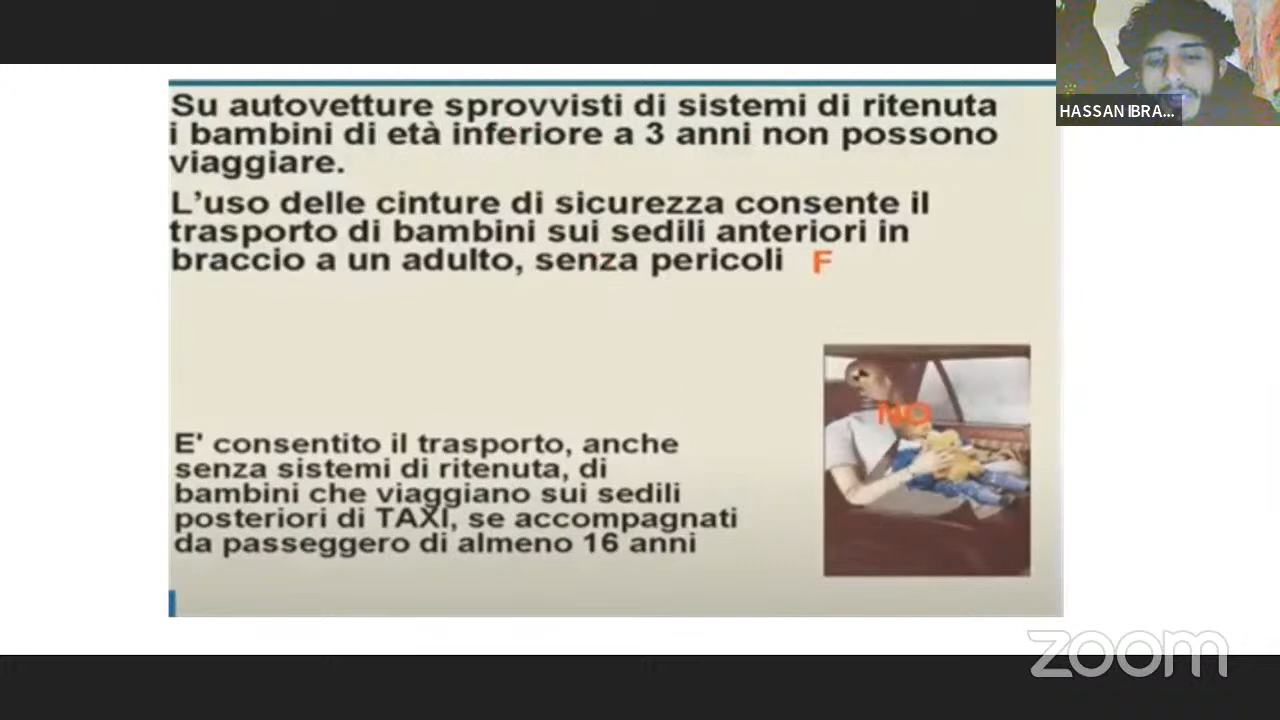 HASSAN IBRA...
Su autovetture sprovvisti di sistemi di ritenuta
i bambini di età inferiore a 3 anni non possono
viaggiare.
L'uso delle cinture di sicurezza consente il
trasporto di bambini sui sedili anteriori in
braccio a un adulto, senza pericoli F
NO
E' consentito il trasporto, anche
senza sistemi di ritenuta, di
bambini che viaggiano sui sedili
posteriori di TAXI, se accompagnati
da passeggero di almeno 16 anni
zoom